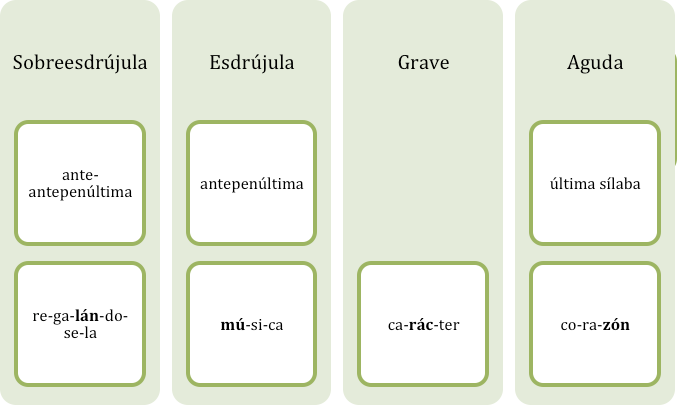 Sobreesdrújula
ante-
antepenúltima
re-ga-lán-do-
se-la
Esdrújula
antepenúltima
mú-si-ca
Grave
ca-rác-ter
Aguda
última sílaba
co-ra-zón